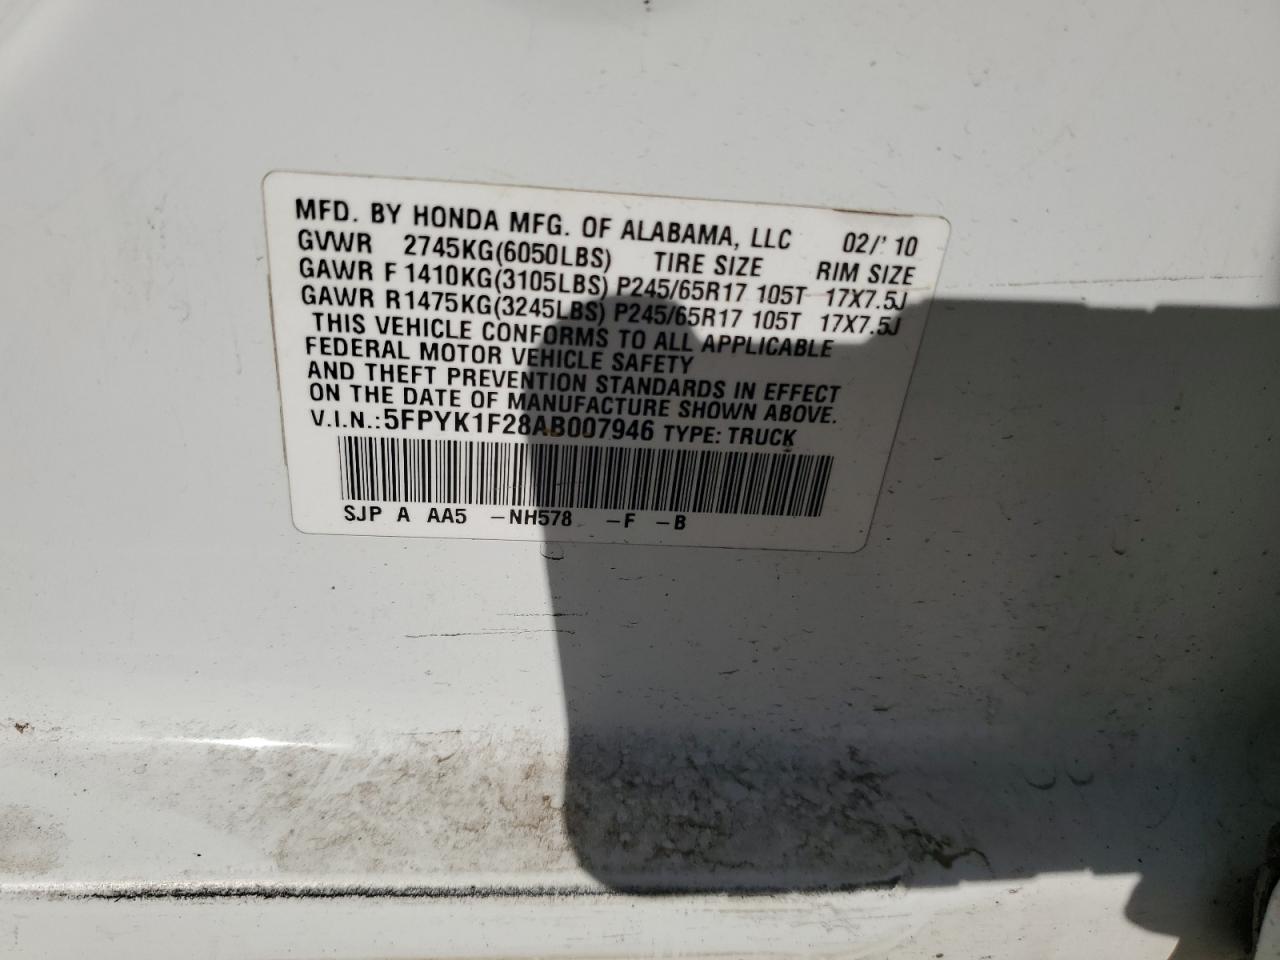 MFD. BY HONDA MFG. OF ALABAMA, LLC 02/'10
GVWR 2745KG(6050LBS) TIRE SIZE RIM SIZE
GAWR F 1410KG(3105LBS) P245/65R17 105T 17X7.5J
GAWR R 1475KG(3245LBS) P245/65R17 105T 17X7.5J
THIS VEHICLE CONFORMS TO ALL APPLICABLE
FEDERAL MOTOR VEHICLE SAFETY
AND THEFT PREVENTION STANDARDS IN EFFECT
ON THE DATE OF MANUFACTURE SHOWN ABOVE.
V.I.N.:5FPYK1F28AB007946 TYPE: TRUCK
SJP A AA5 -NH578 -F -B